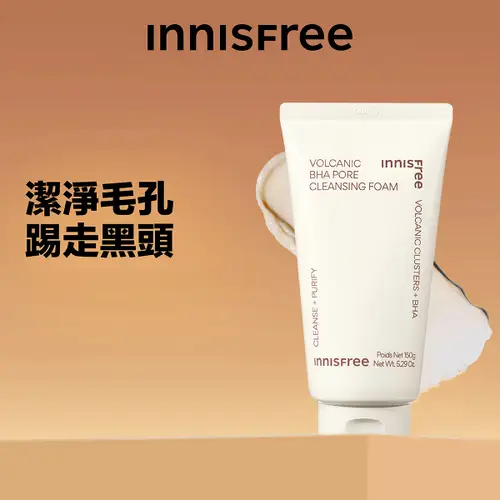 innisfree
潔淨毛孔
踢走黑頭
VOLCANIC
BHA PORE
CLEANSING FOAM
innisfree
VOLCANIC CLUSTERS + BHA
CLEANSE + PURIFY
Poids Net 150g
Net Wt. 5.29 Oz.
innisfree